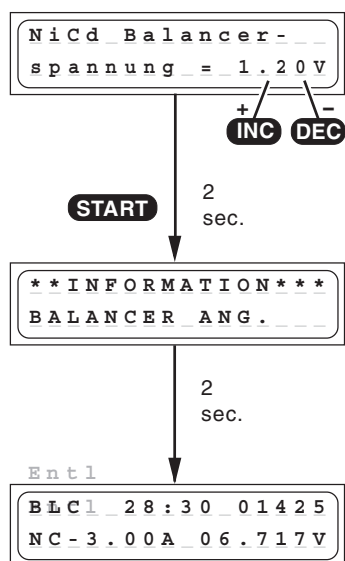 NiCd Balancer-
spannung = 1.20V
+ -
INC DEC
START
2
sec.
**INFORMATION***
BALANCER ANG.
2
sec.
Entl
BLC 28:30 01425
NC-3.00A 06.717V